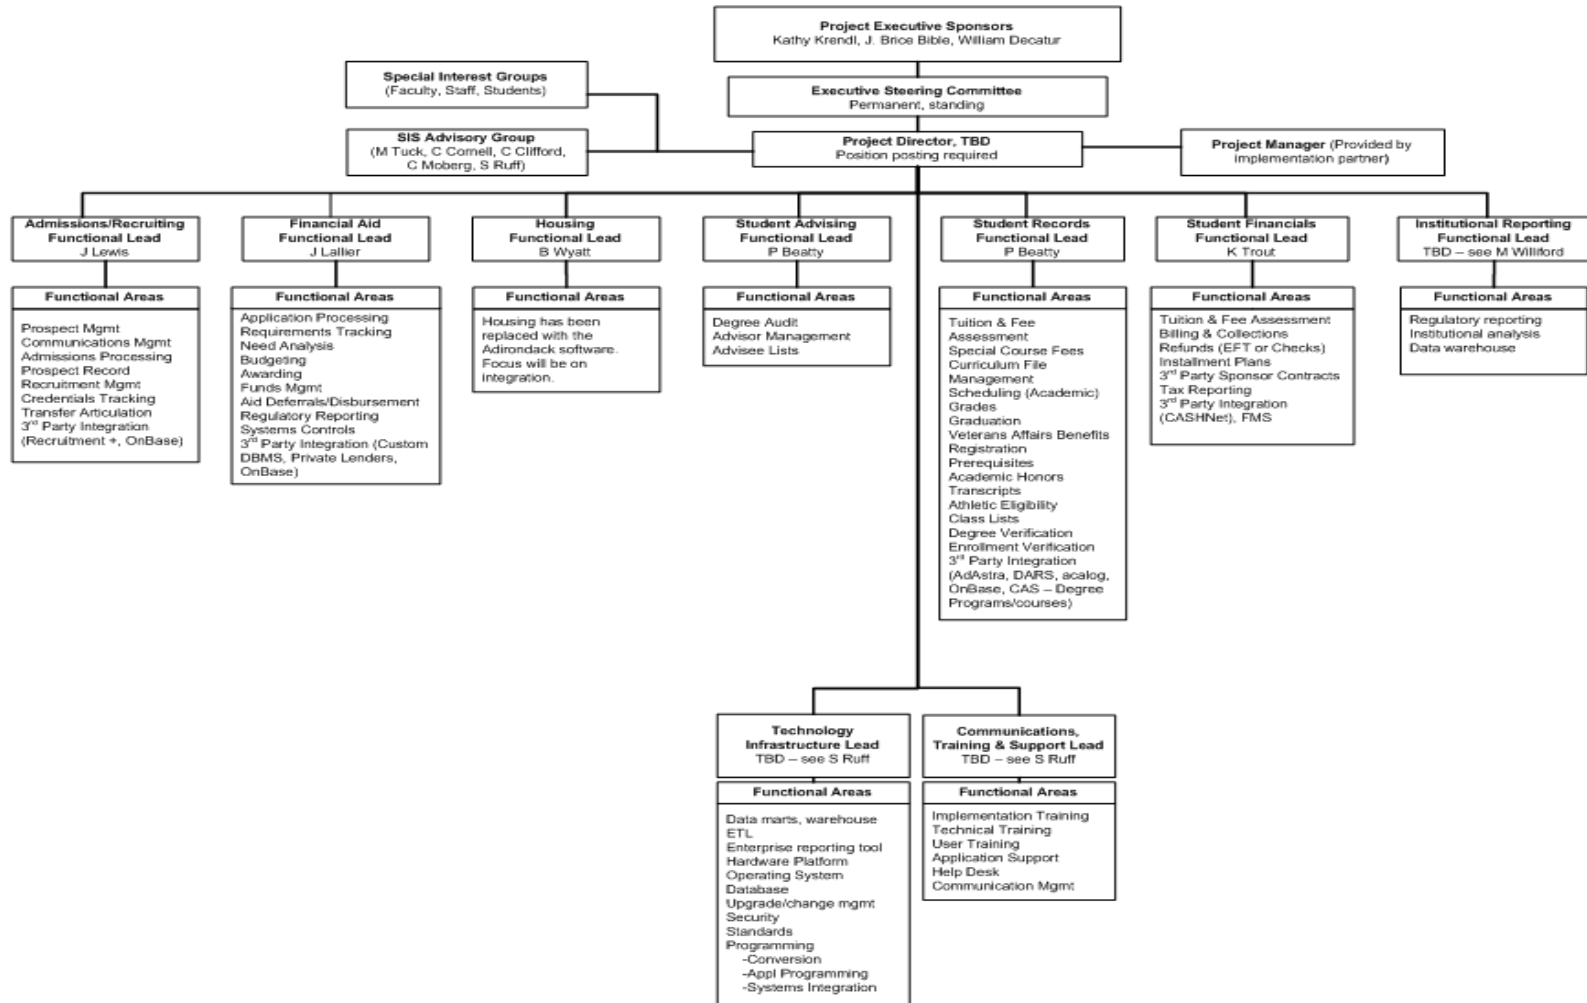 Project Executive Sponsors
Kathy Krendl, J. Brice Bible, William Decatur
Special Interest Groups
(Faculty, Staff, Students)
Executive Steering Committee
Permanent, standing
SIS Advisory Group
(M Tuck, C Cornell, C Clifford,
C Moberg, S Ruff)
Project Director, TBD
Position posting required
Project Manager (Provided by
implementation partner)
Admissions/Recruiting
Functional Lead
J Lewis
Financial Aid
Functional Lead
J Lallier
Housing
Functional Lead
B Wyatt
Student Advising
Functional Lead
P Beatty
Student Records
Functional Lead
P Beatty
Student Financials
Functional Lead
K Trout
Institutional Reporting
Functional Lead
TBD – see M Williford
Functional Areas
Prospect Mgmt
Communications Mgmt
Admissions Processing
Prospect Record
Recruitment Mgmt
Credentials Tracking
Transfer Articulation
3rd Party Integration
(Recruitment +, OnBase)
Functional Areas
Application Processing
Requirements Tracking
Need Analysis
Budgeting
Awarding
Funds Mgmt
Aid Deferrals/Disbursement
Regulatory Reporting
Systems Controls
3rd Party Integration (Custom
DBMS, Private Lenders,
OnBase)
Functional Areas
Housing has been
replaced with the
Adirondack software.
Focus will be on
integration.
Functional Areas
Degree Audit
Advisor Management
Advisee Lists
Functional Areas
Tuition & Fee
Assessment
Special Course Fees
Curriculum File
Management
Scheduling (Academic)
Grades
Graduation
Veterans Affairs Benefits
Registration
Prerequisites
Academic Honors
Transcripts
Athletic Eligibility
Class Lists
Degree Verification
Enrollment Verification
3rd Party Integration
(AdAstra, DARS, acalog,
OnBase, CAS – Degree
Programs/courses)
Functional Areas
Tuition & Fee Assessment
Billing & Collections
Refunds (EFT or Checks)
Installment Plans
3rd Party Sponsor Contracts
Tax Reporting
3rd Party Integration
(CASHNet), FMS
Functional Areas
Regulatory reporting
Institutional analysis
Data warehouse
Technology
Infrastructure Lead
TBD – see S Ruff
Communications,
Training & Support Lead
TBD – see S Ruff
Functional Areas
Data marts, warehouse
ETL
Enterprise reporting tool
Hardware Platform
Operating System
Database
Upgrade/change mgmt
Security
Standards
Programming
-Conversion
-Appl Programming
-Systems Integration
Functional Areas
Implementation Training
Technical Training
User Training
Application Support
Help Desk
Communication Mgmt